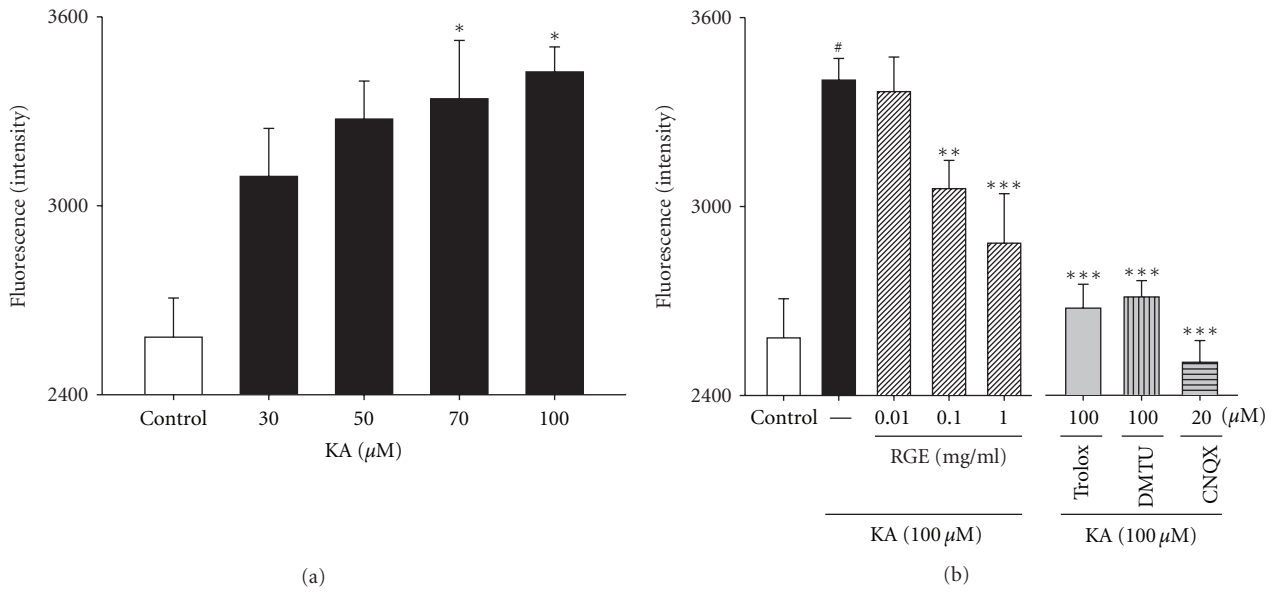 3600
3000
2400
Fluorescence (intensity)
* *
Control 30 50 70 100
KA (µM)
(a)
3600
3000
2400
Fluorescence (intensity)
#
** *** *** *** ***
Control — 0.01 0.1 1 100 100 20 (µM)
RGE (mg/ml)
Trolox
DMTU
CNQX
KA (100 µM)
KA (100 µM)
(b)